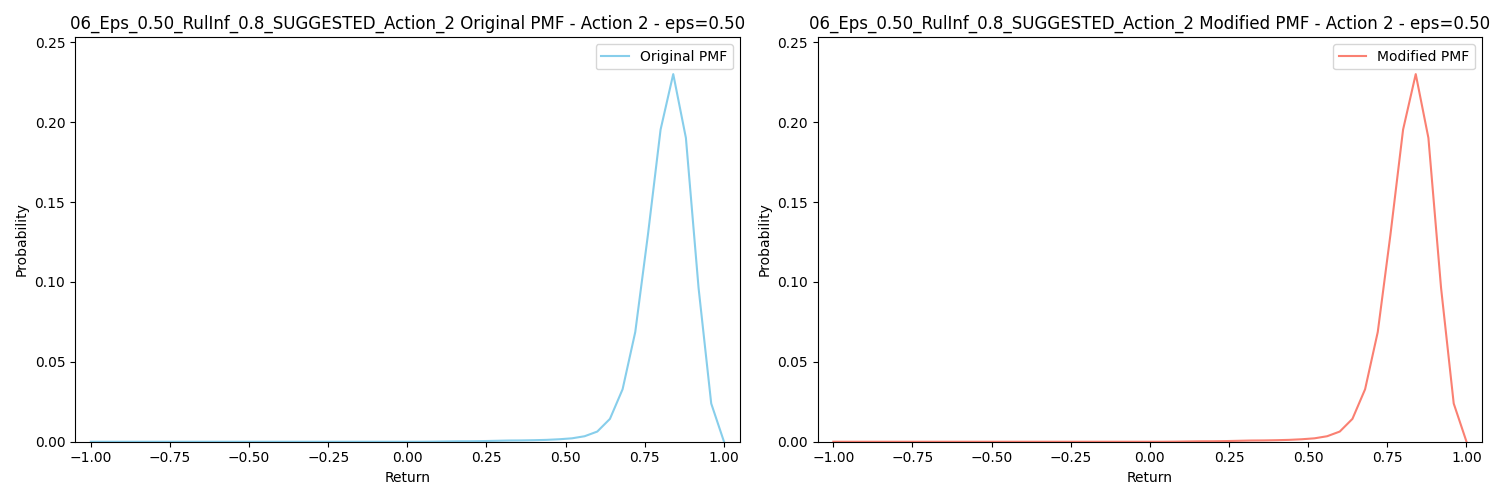 06_Eps_0.50_RulInf_0.8_SUGGESTED_Action_2 Original PMF - Action 2 - eps=0.50
Original PMF
0.25
0.20
0.15
0.10
0.05
0.00
Probability
−1.00 −0.75 −0.50 −0.25 0.00 0.25 0.50 0.75 1.00
Return
06_Eps_0.50_RulInf_0.8_SUGGESTED_Action_2 Modified PMF - Action 2 - eps=0.50
Modified PMF
0.25
0.20
0.15
0.10
0.05
0.00
Probability
−1.00 −0.75 −0.50 −0.25 0.00 0.25 0.50 0.75 1.00
Return